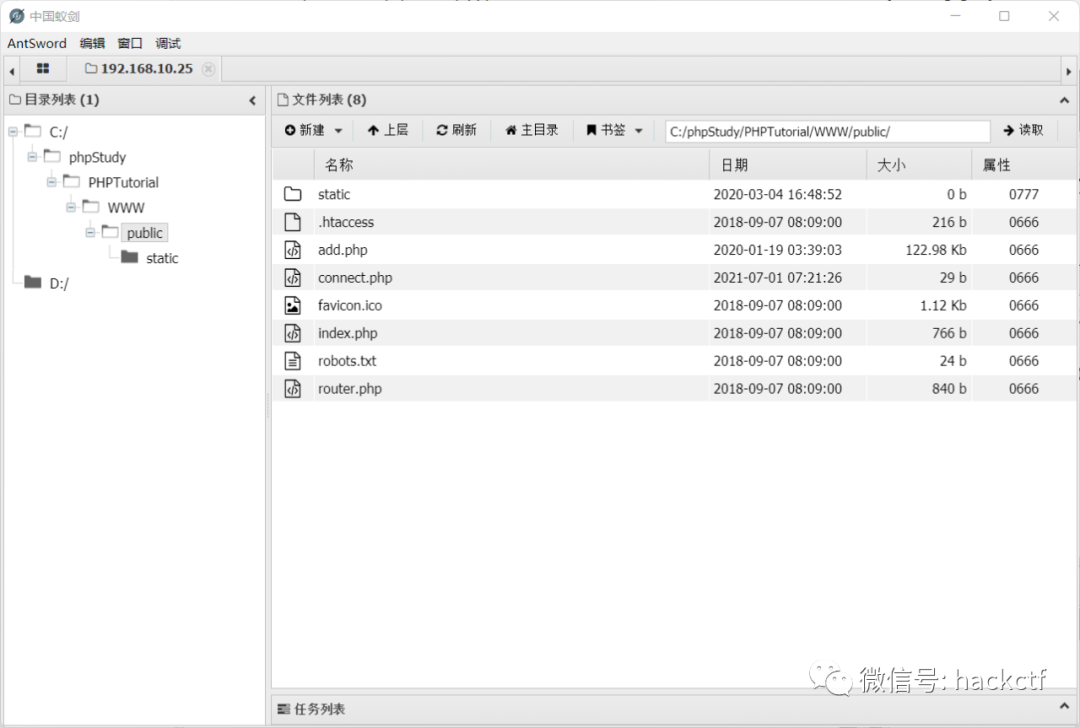 中国蚁剑
AntSword 编辑 窗口 调试
192.168.10.25
目录列表 (1)
C:/
phpStudy
PHPTutorial
WWW
public
static
D:/
文件列表 (8)
新建 上层 刷新 主目录 书签 C:/phpStudy/PHPTutorial/WWW/public/ 读取
名称 日期 大小 属性
static 2020-03-04 16:48:52 0 b 0777
.htaccess 2018-09-07 08:09:00 216 b 0666
add.php 2020-01-19 03:39:03 122.98 Kb 0666
connect.php 2021-07-01 07:21:26 29 b 0666
favicon.ico 2018-09-07 08:09:00 1.12 Kb 0666
index.php 2018-09-07 08:09:00 766 b 0666
robots.txt 2018-09-07 08:09:00 24 b 0666
router.php 2018-09-07 08:09:00 840 b 0666
微信号: hackctf
任务列表